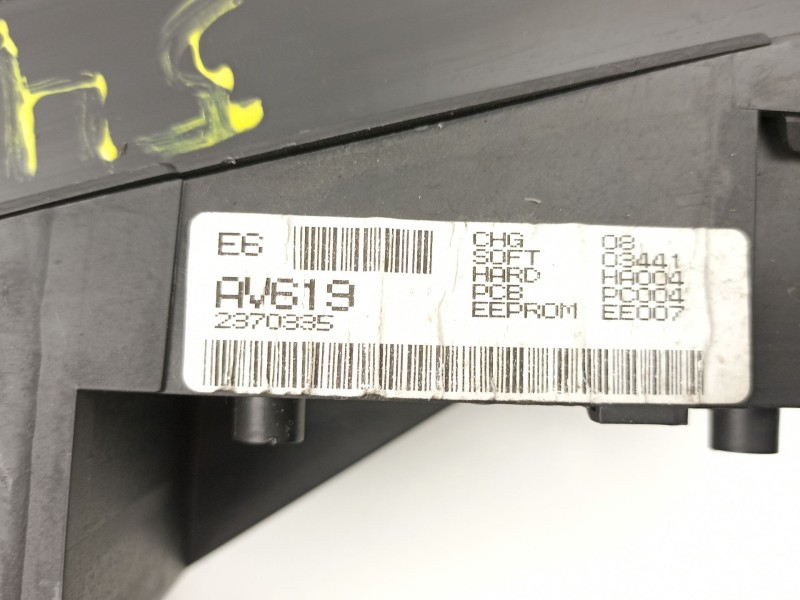 E6
AV619
2370335
CHG 08
SOFT 03441
HARD HA004
PCB PC004
EEPROM EE007